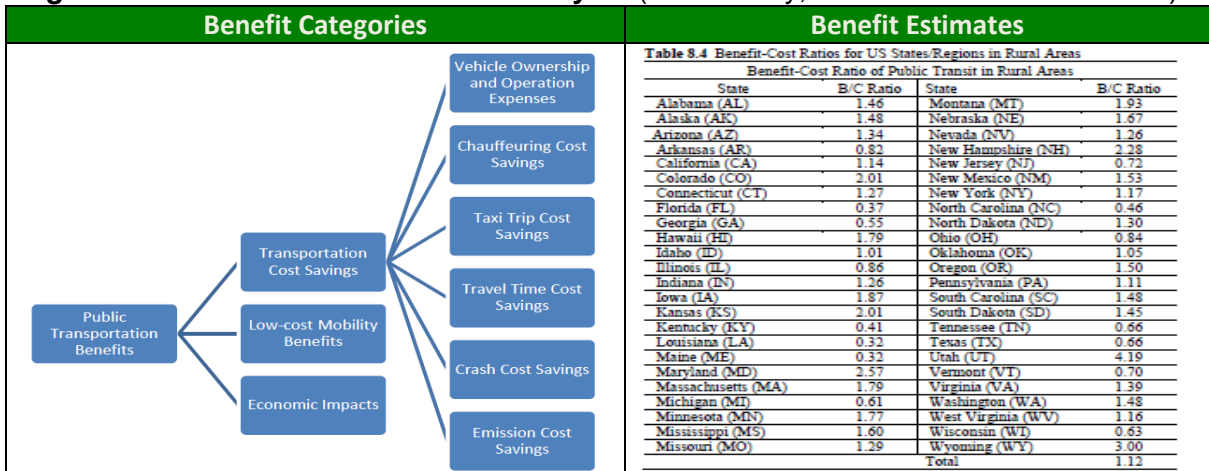 Benefit Categories
Benefit Estimates
Public
Transportation
Benefits
Transportation
Cost Savings
Low-cost Mobility
Benefits
Economic Impacts
Vehicle Ownership
and Operation
Expenses
Chauffeuring Cost
Savings
Taxi Trip Cost
Savings
Travel Time Cost
Savings
Crash Cost Savings
Emission Cost
Savings
Table 8.4 Benefit-Cost Ratios for US States/Regions in Rural Areas
Benefit-Cost Ratio of Public Transit in Rural Areas
State B/C Ratio State B/C Ratio
Alabama (AL) 1.46 Montana (MT) 1.93
Alaska (AK) 1.48 Nebraska (NE) 1.67
Arizona (AZ) 1.34 Nevada (NV) 1.26
Arkansas (AR) 0.82 New Hampshire (NH) 2.28
California (CA) 1.14 New Jersey (NJ) 0.72
Colorado (CO) 2.01 New Mexico (NM) 1.53
Connecticut (CT) 1.27 New York (NY) 1.17
Florida (FL) 0.37 North Carolina (NC) 0.46
Georgia (GA) 0.55 North Dakota (ND) 1.30
Hawaii (HI) 1.79 Ohio (OH) 0.84
Idaho (ID) 1.01 Oklahoma (OK) 1.05
Illinois (IL) 0.86 Oregon (OR) 1.50
Indiana (IN) 1.26 Pennsylvania (PA) 1.11
Iowa (IA) 1.87 South Carolina (SC) 1.48
Kansas (KS) 2.01 South Dakota (SD) 1.45
Kentucky (KY) 0.41 Tennessee (TN) 0.66
Louisiana (LA) 0.32 Texas (TX) 0.66
Maine (ME) 0.32 Utah (UT) 4.19
Maryland (MD) 2.57 Vermont (VT) 0.70
Massachusetts (MA) 1.79 Virginia (VA) 1.39
Michigan (MI) 0.61 Washington (WA) 1.48
Minnesota (MN) 1.77 West Virginia (WV) 1.16
Mississippi (MS) 1.60 Wisconsin (WI) 0.63
Missouri (MO) 1.29 Wyoming (WY) 3.00
Total 1.12